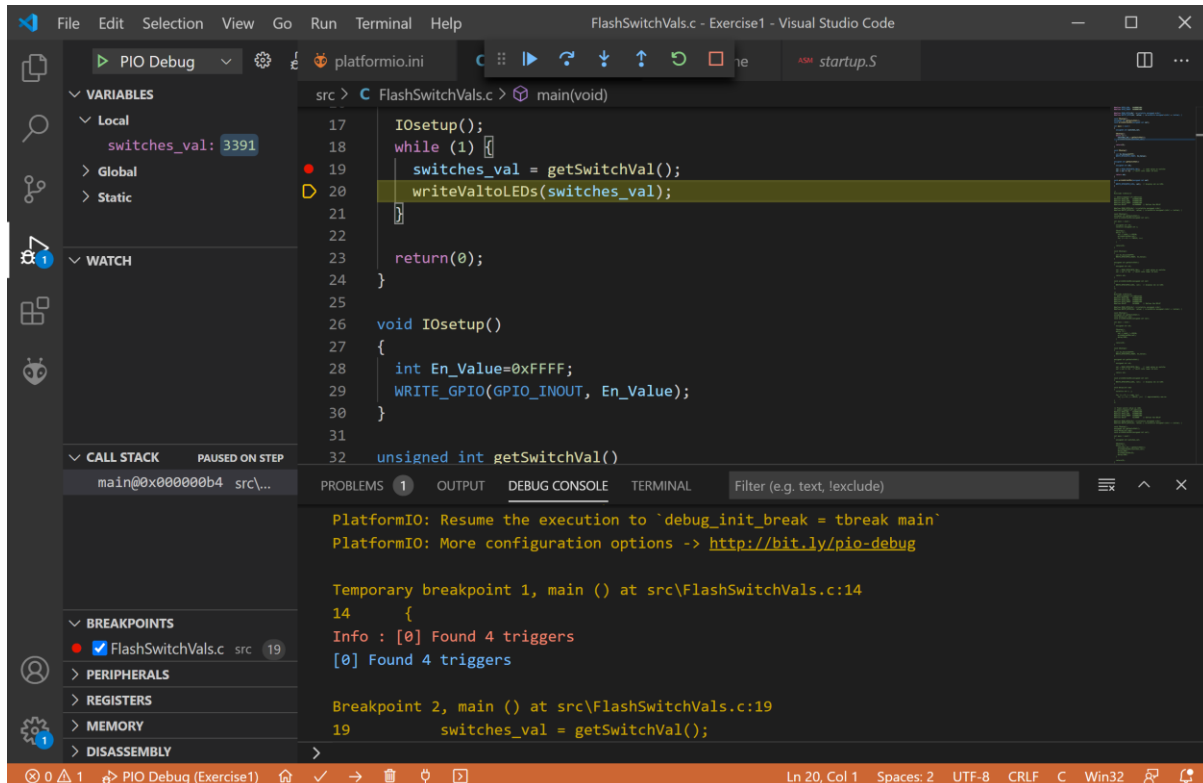 File Edit Selection View Go Run Terminal Help FlashSwitchVals.c - Exercise1 - Visual Studio Code
PIO Debug
platformio.ini
startup.S
VARIABLES
Local
switches_val: 3391
Global
Static
WATCH
CALL STACK PAUSED ON STEP
main@0x000000b4 src\...
BREAKPOINTS
FlashSwitchVals.c src 19
PERIPHERALS
REGISTERS
MEMORY
DISASSEMBLY
src > C FlashSwitchVals.c > main(void)
17 IOsetup();
18 while (1) {
19 switches_val = getSwitchVal();
20 writeValtoLEDs(switches_val);
21 }
22
23 return(0);
24 }
25
26 void IOsetup()
27 {
28 int En_Value=0xFFFF;
29 WRITE_GPIO(GPIO_INOUT, En_Value);
30 }
31
32 unsigned int getSwitchVal()
PROBLEMS 1 OUTPUT DEBUG CONSOLE TERMINAL Filter (e.g. text, !exclude)
PlatformIO: Resume the execution to `debug_init_break = tbreak main`
PlatformIO: More configuration options -> http://bit.ly/pio-debug
Temporary breakpoint 1, main () at src\FlashSwitchVals.c:14
14 {
Info : [0] Found 4 triggers
[0] Found 4 triggers
Breakpoint 2, main () at src\FlashSwitchVals.c:19
19 switches_val = getSwitchVal();
>
0 1 PIO Debug (Exercise1) Ln 20, Col 1 Spaces: 2 UTF-8 CRLF C Win32